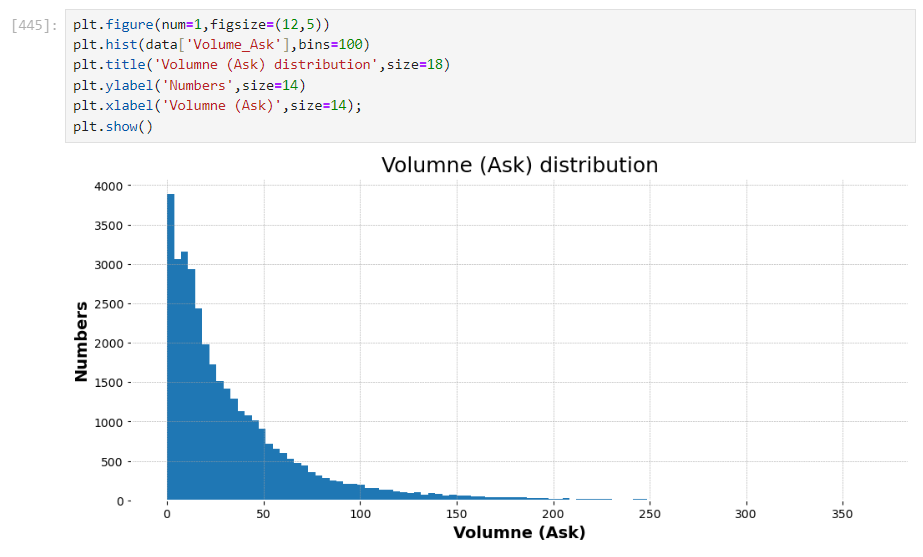 [445]:
plt.figure(num=1,figsize=(12,5))
plt.hist(data['Volume_Ask'],bins=100)
plt.title('Volumne (Ask) distribution',size=18)
plt.ylabel('Numbers',size=14)
plt.xlabel('Volumne (Ask)',size=14);
plt.show()
Volumne (Ask) distribution
4000
3500
3000
2500
2000
1500
1000
500
0
Numbers
0 50 100 150 200 250 300 350
Volumne (Ask)